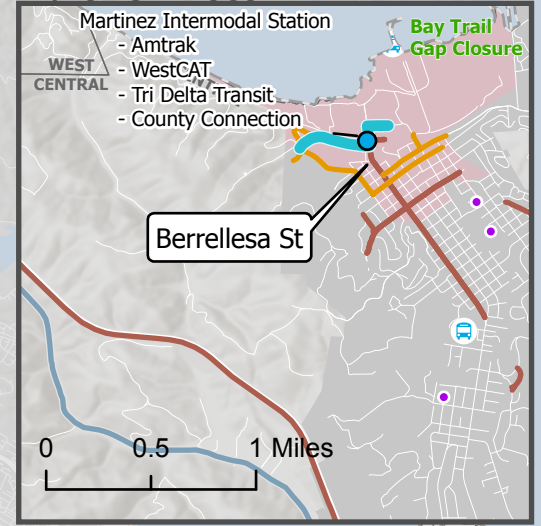 Martinez Intermodal Station
- Amtrak
- WestCAT
- Tri Delta Transit
- County Connection
Bay Trail
Gap Closure
WEST
CENTRAL
Berrellesa St
0 0.5 1 Miles